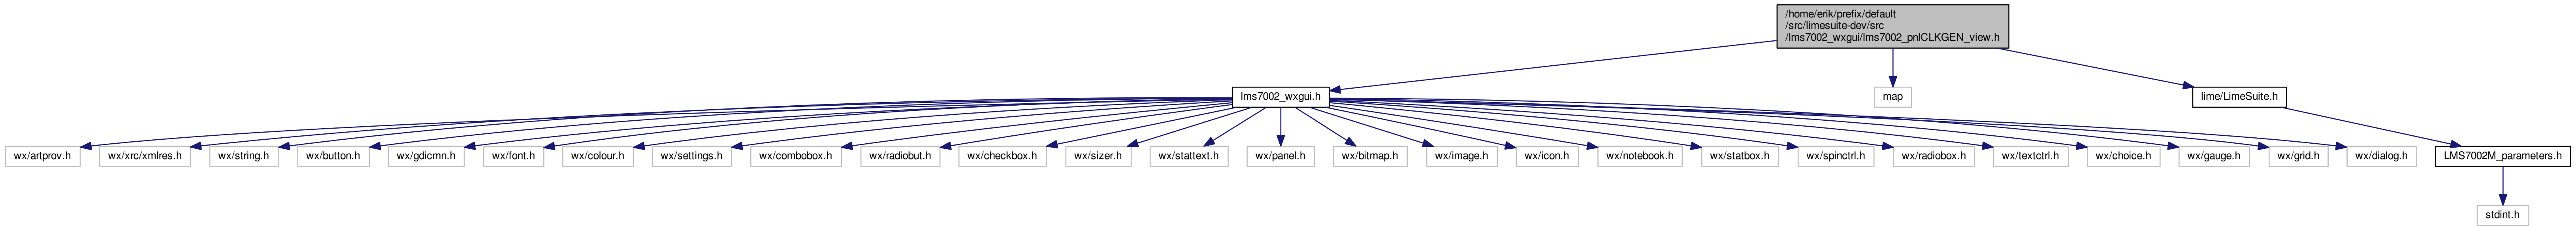 /home/erik/prefix/default
/src/limesuite-dev/src
/lms7002_wxgui/lms7002_pnlCLKGEN_view.h
lms7002_wxgui.h
map
lime/LimeSuite.h
wx/artprov.h
wx/xrc/xmlres.h
wx/string.h
wx/button.h
wx/gdicmn.h
wx/font.h
wx/colour.h
wx/settings.h
wx/combobox.h
wx/radiobut.h
wx/checkbox.h
wx/sizer.h
wx/stattext.h
wx/panel.h
wx/bitmap.h
wx/image.h
wx/icon.h
wx/notebook.h
wx/statbox.h
wx/spinctrl.h
wx/radiobox.h
wx/textctrl.h
wx/choice.h
wx/gauge.h
wx/grid.h
wx/dialog.h
LMS7002M_parameters.h
stdint.h